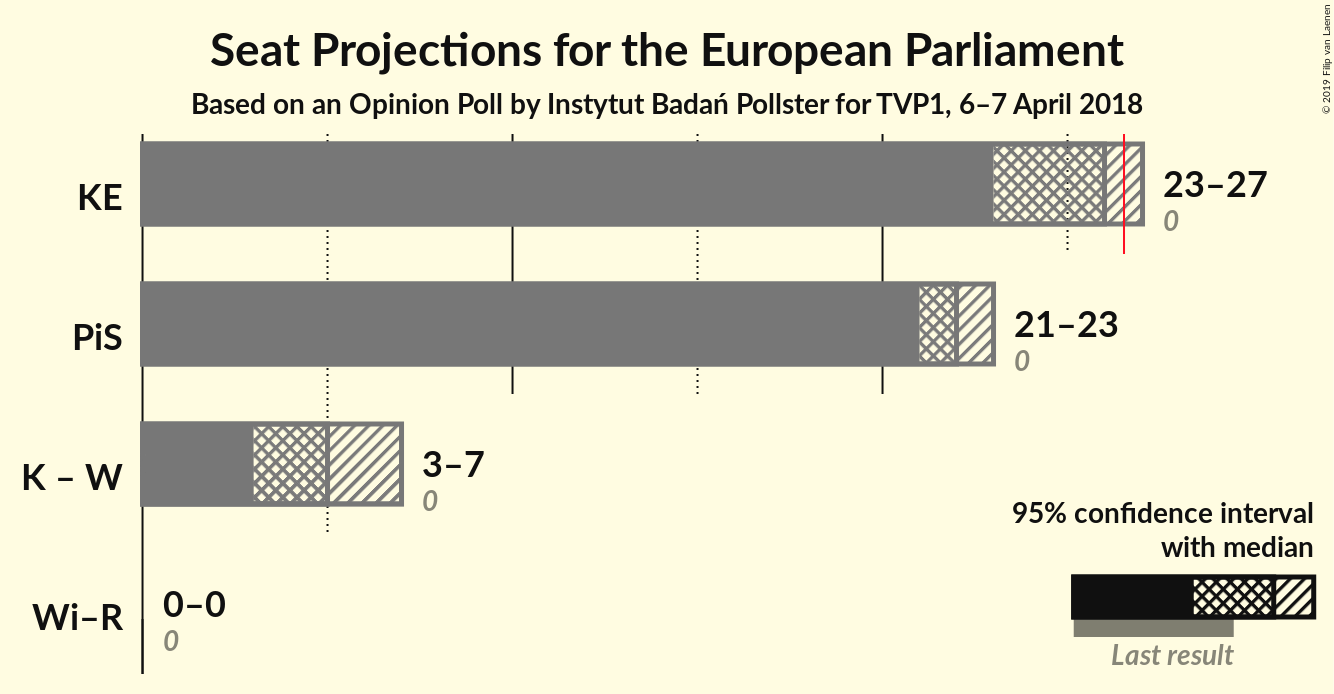 Seat Projections for the European Parliament
Based on an Opinion Poll by Instytut Badań Pollster for TVP1, 6–7 April 2018
© 2019 Filip van Laenen
KE
23–27
0
PiS
21–23
0
K – W
3–7
0
Wi–R
0–0
0
95% confidence interval
with median
Last result